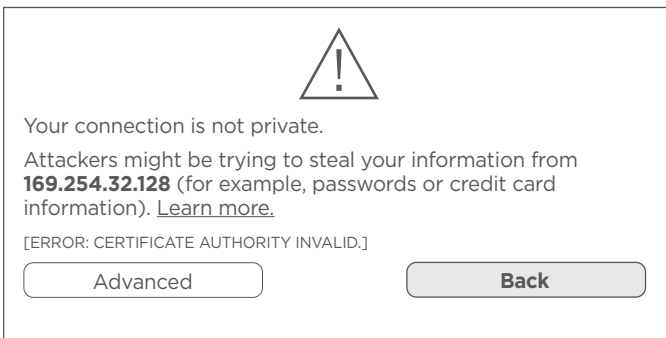 !
Your connection is not private.
Attackers might be trying to steal your information from
169.254.32.128 (for example, passwords or credit card
information). Learn more.
[ERROR: CERTIFICATE AUTHORITY INVALID.]
Advanced
Back